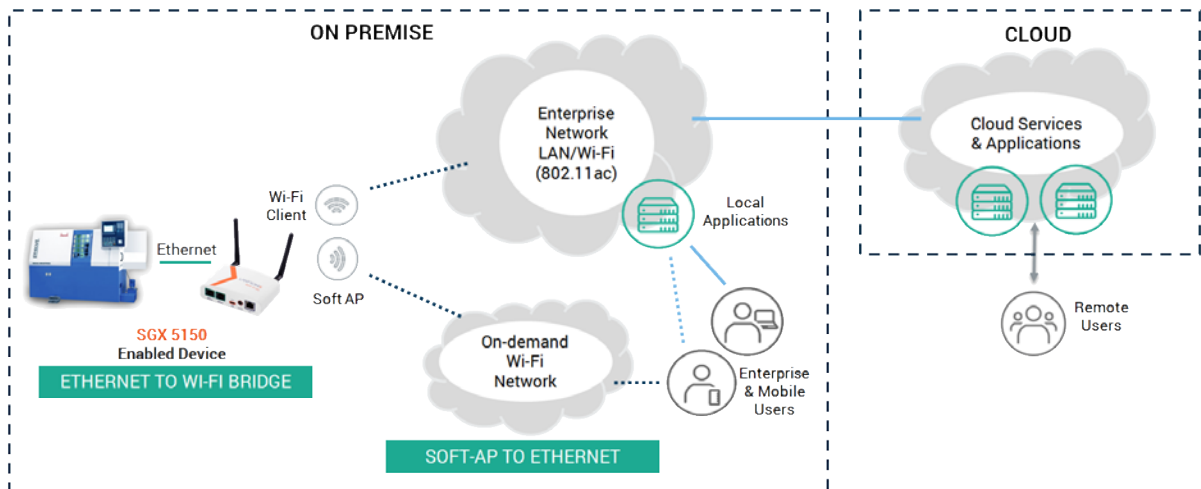 ON PREMISE
CLOUD
Enterprise
Network
LAN/Wi-Fi
(802.11ac)
Cloud Services
& Applications
Wi-Fi
Client
Local
Applications
Ethernet
Soft AP
SGX 5150
Enabled Device
ETHERNET TO WI-FI BRIDGE
On-demand
Wi-Fi
Network
Enterprise
& Mobile
Users
Remote
Users
SOFT-AP TO ETHERNET